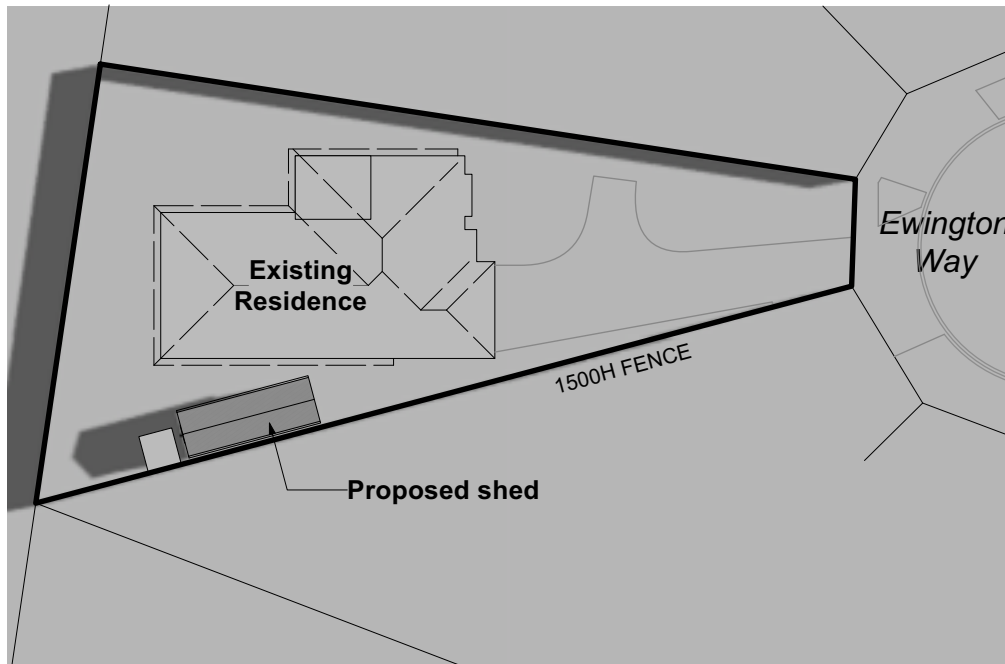 Ewington
Way
Existing
Residence
1500H FENCE
Proposed shed